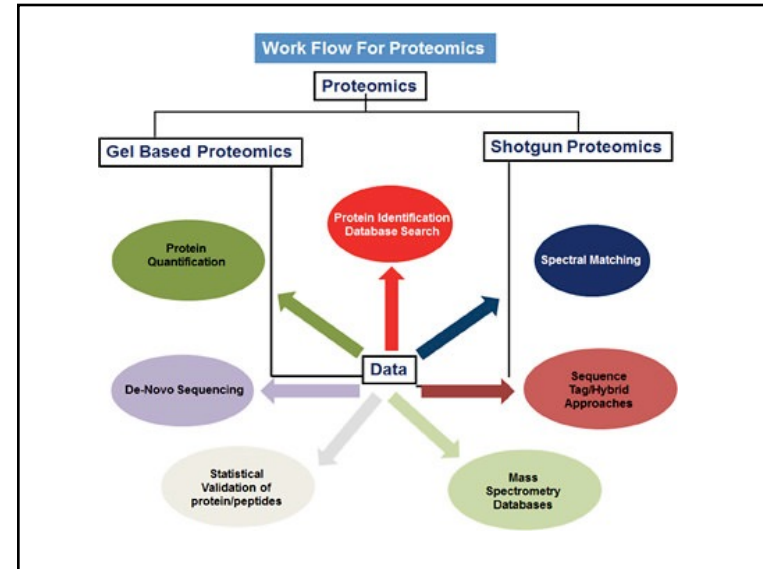 Work Flow For Proteomics
Proteomics
Gel Based Proteomics
Shotgun Proteomics
Protein Identification
Database Search
Protein
Quantification
Spectral Matching
Data
De-Novo Sequencing
Sequence
Tag/Hybrid
Approaches
Statistical
Validation of
protein/peptides
Mass
Spectrometry
Databases